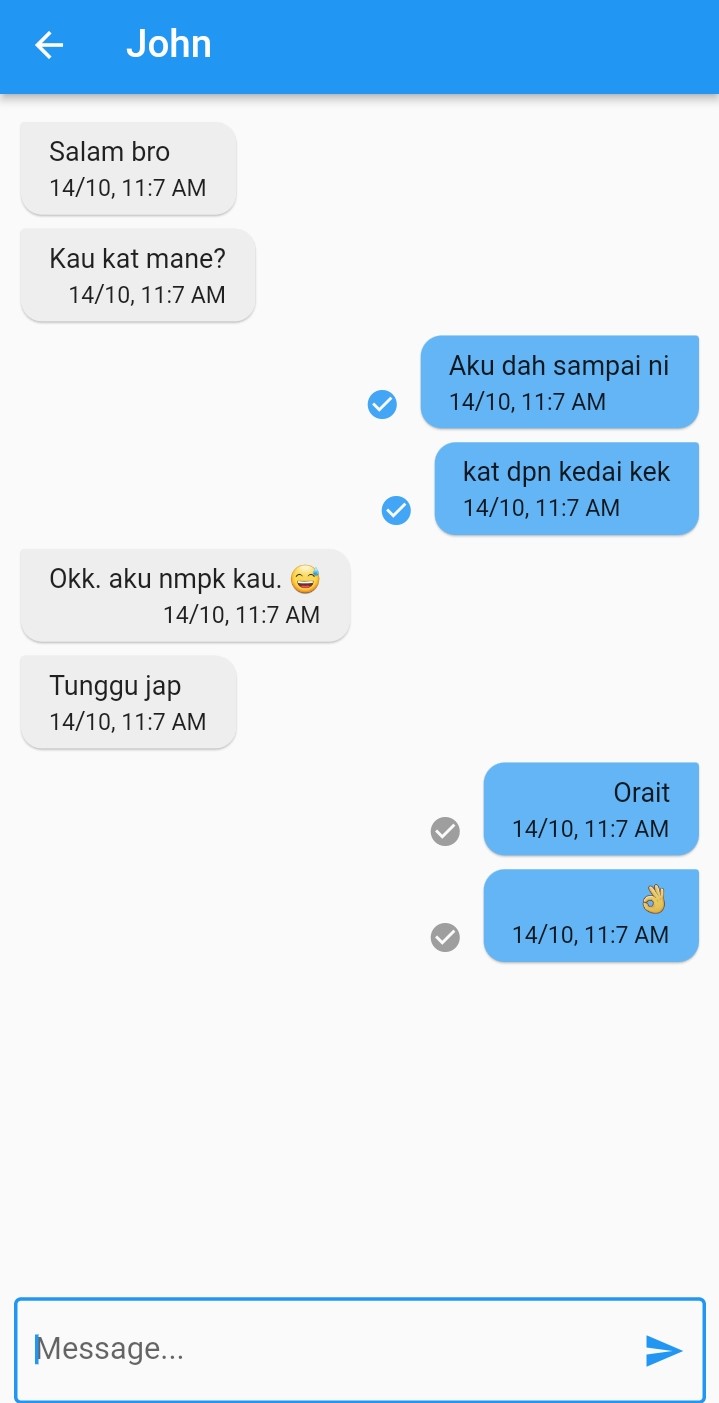 John
Salam bro
14/10, 11:7 AM
Kau kat mane?
14/10, 11:7 AM
Aku dah sampai ni
14/10, 11:7 AM
kat dpn kedai kek
14/10, 11:7 AM
Okk. aku nmpk kau. 😅
14/10, 11:7 AM
Tunggu jap
14/10, 11:7 AM
Orait
14/10, 11:7 AM
👌
14/10, 11:7 AM
Message...